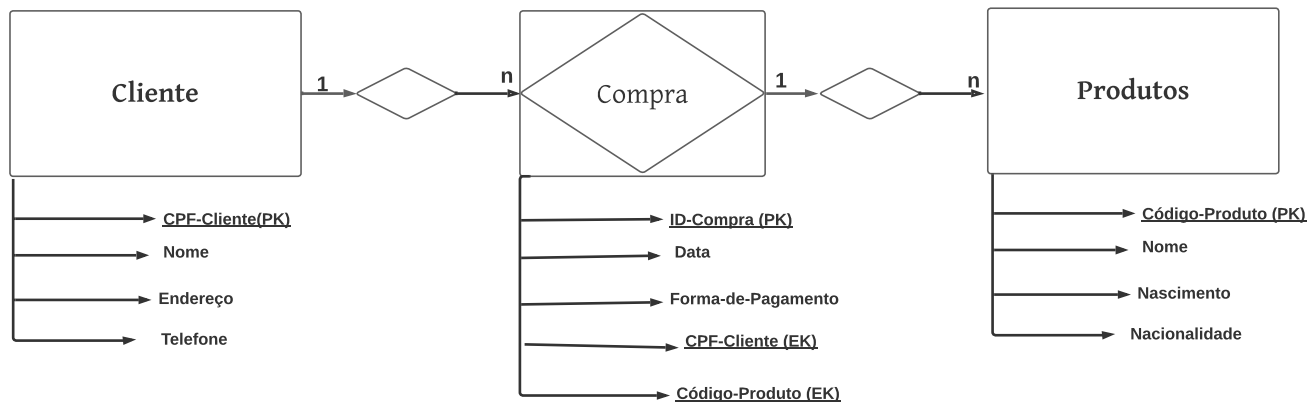 Cliente
1
n
Compra
1
n
Produtos
CPF-Cliente(PK)
Nome
Endereço
Telefone
ID-Compra (PK)
Data
Forma-de-Pagamento
CPF-Cliente (EK)
Código-Produto (EK)
Código-Produto (PK)
Nome
Nascimento
Nacionalidade